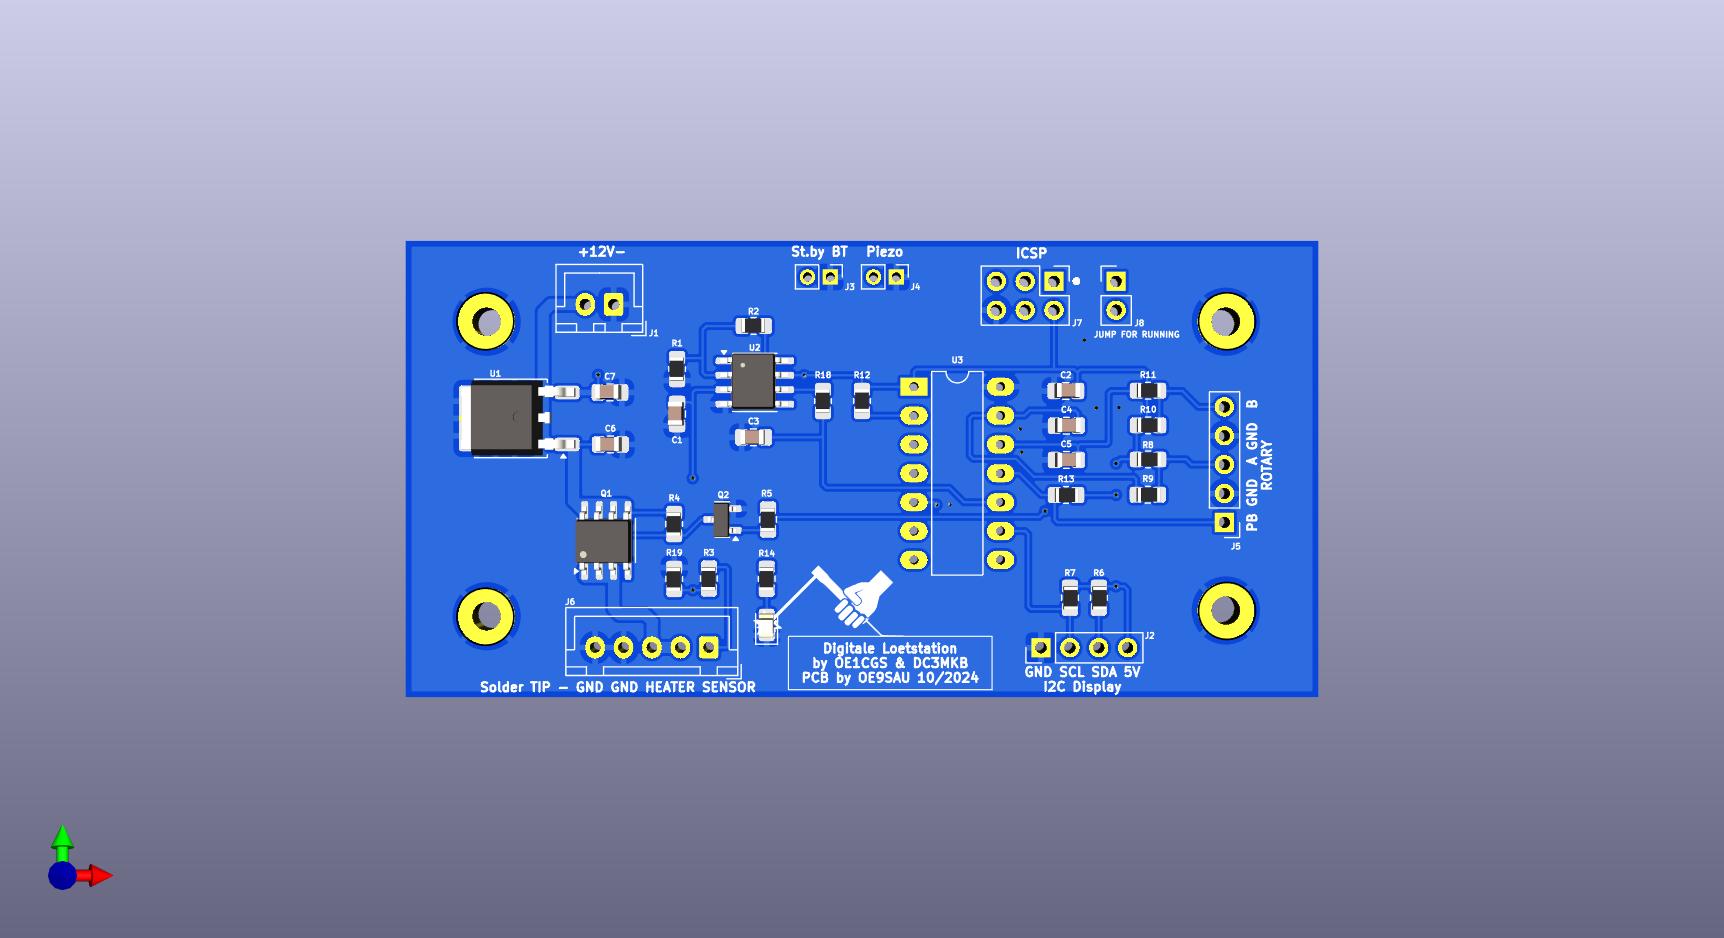 +12V-
St.by BT
Piezo
ICSP
J3
J4
J1
J7
J8
JUMP FOR RUNNING
R2
R1
U2
U3
U1
C7
R18
R12
C2
R11
B
C1
C3
C6
C4
R10
GND
C5
R8
A
ROTARY
R13
R9
GND
PB
J5
Q1
R4
Q2
R5
R19
R3
R14
R7
R6
J6
J2
Digitale Loetstation
by OE1CGS & DC3MKB
PCB by OE9SAU 10/2024
GND SCL SDA 5V
I2C Display
Solder TIP - GND GND HEATER SENSOR